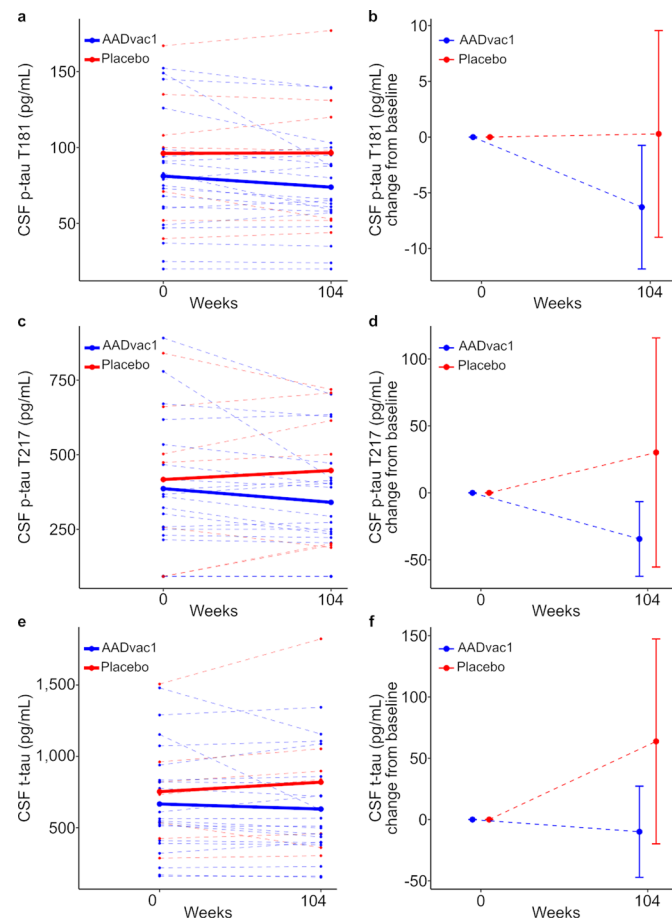 a
AADvac1
Placebo
CSF p-tau T181 (pg/mL)
150
100
50
0
104
Weeks
b
AADvac1
Placebo
CSF p-tau T181 (pg/mL)
change from baseline
10
5
0
-5
-10
0
104
Weeks
c
AADvac1
Placebo
CSF p-tau T217 (pg/mL)
750
500
250
0
104
Weeks
d
AADvac1
Placebo
CSF p-tau T217 (pg/mL)
change from baseline
100
50
0
-50
0
104
Weeks
e
AADvac1
Placebo
CSF t-tau (pg/mL)
1,500
1,000
500
0
104
Weeks
f
AADvac1
Placebo
CSF t-tau (pg/mL)
change from baseline
150
100
50
0
-50
0
104
Weeks